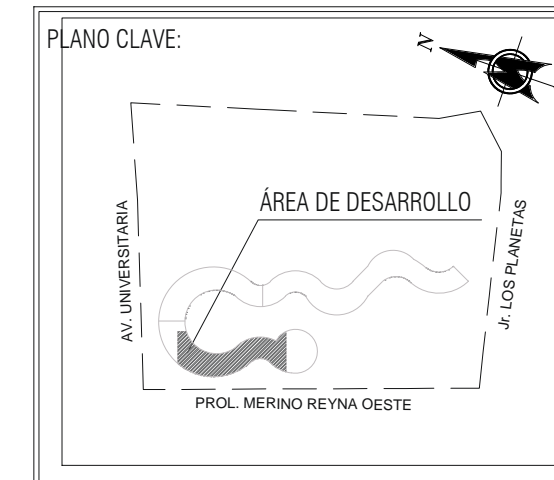 PLANO CLAVE:
N
ÁREA DE DESARROLLO
AV. UNIVERSITARIA
Jr. LOS PLANETAS
PROL. MERINO REYNA OESTE